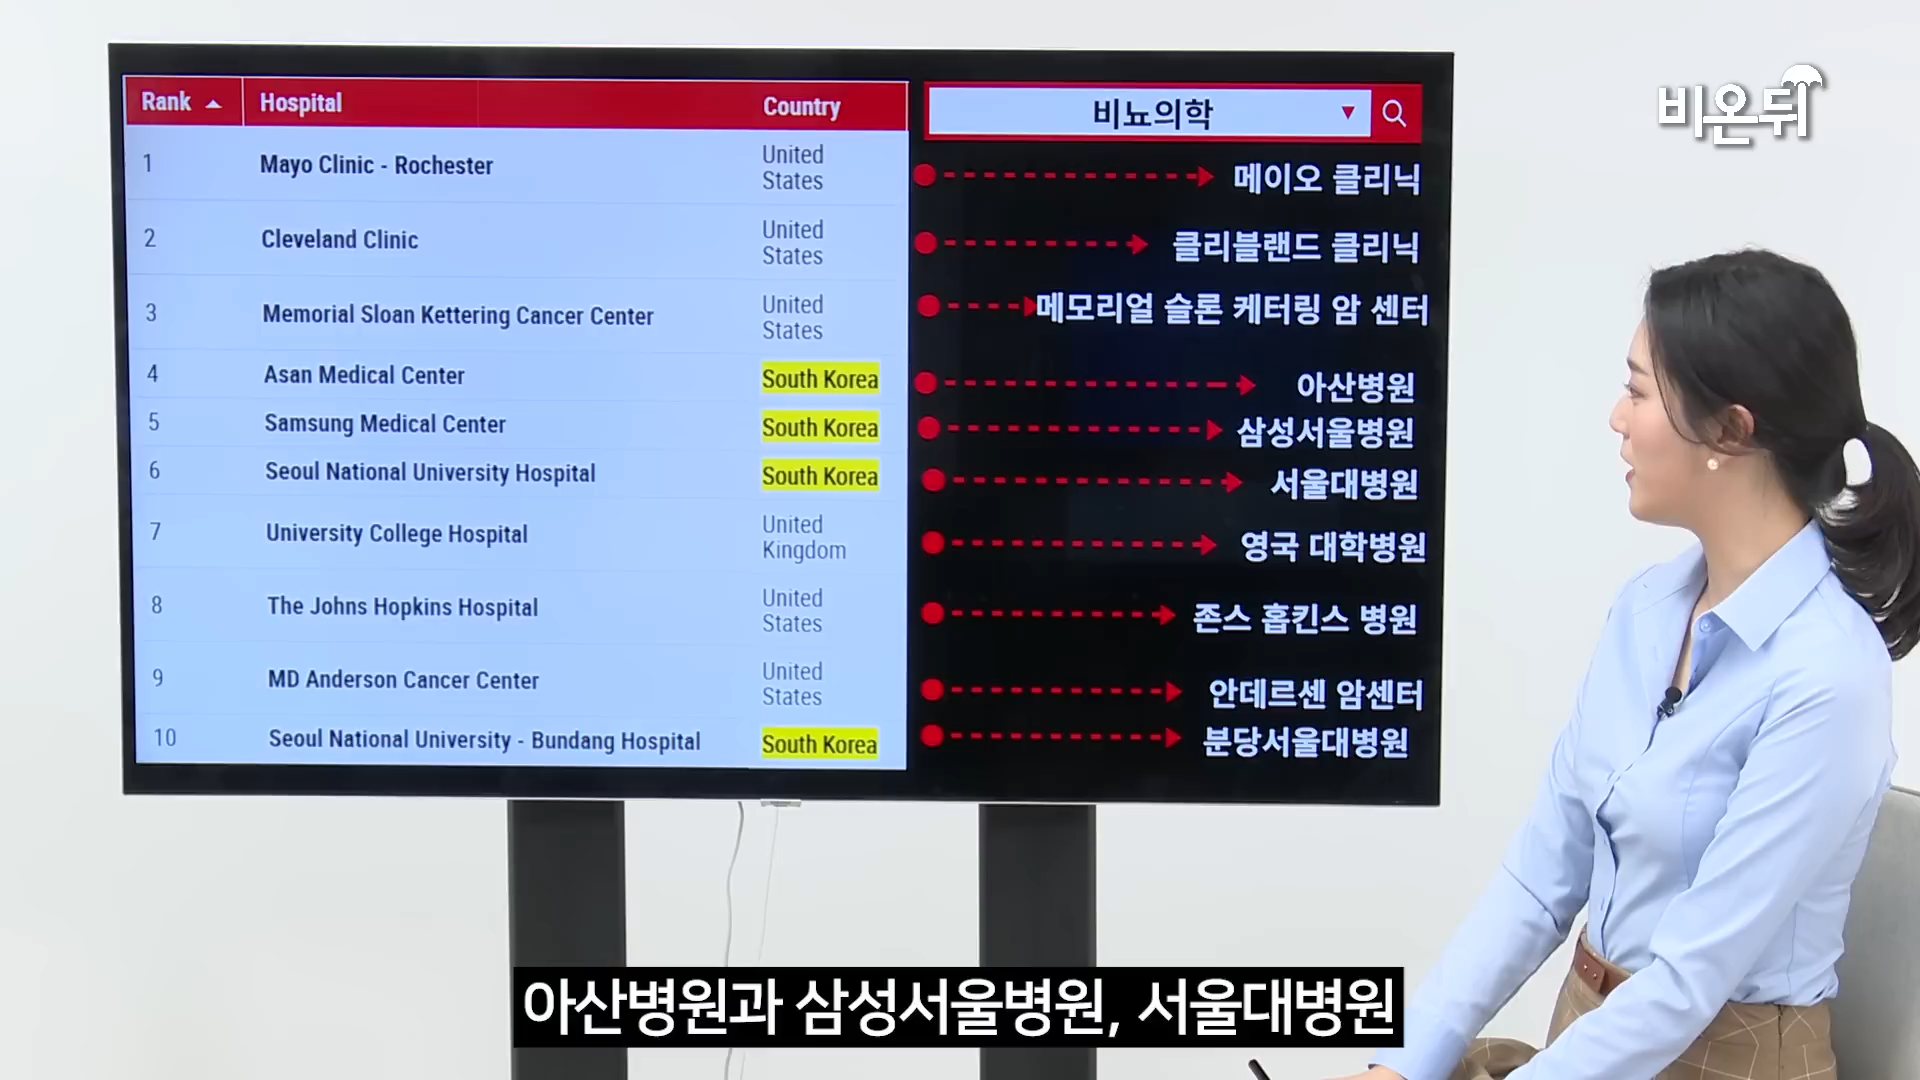 비온뒤
Rank Hospital Country
비뇨의학
1 Mayo Clinic - Rochester United States
메이오 클리닉
2 Cleveland Clinic United States
클리블랜드 클리닉
3 Memorial Sloan Kettering Cancer Center United States
메모리얼 슬론 케터링 암 센터
4 Asan Medical Center South Korea
아산병원
5 Samsung Medical Center South Korea
삼성서울병원
6 Seoul National University Hospital South Korea
서울대병원
7 University College Hospital United Kingdom
영국 대학병원
8 The Johns Hopkins Hospital United States
존스 홉킨스 병원
9 MD Anderson Cancer Center United States
안데르센 암센터
10 Seoul National University - Bundang Hospital South Korea
분당서울대병원
아산병원과 삼성서울병원, 서울대병원